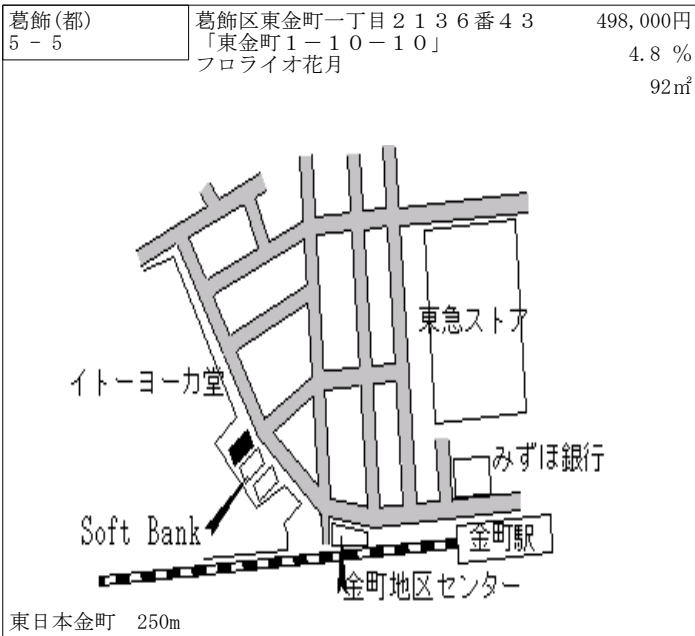 葛飾(都)
5 － 5
葛飾区東金町一丁目２１３６番４３
「東金町１－１０－１０」
フロライオ花月
498,000円
4.8 %
92㎡
東急ストア
イトーヨーカ堂
みずほ銀行
Soft Bank
金町駅
金町地区センター
東日本金町　250m